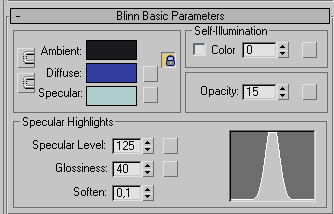 - Blinn Basic Parameters
Self-Illumination
Ambient:
Color 0
Diffuse:
Specular:
Opacity: 15
Specular Highlights
Specular Level: 125
Glossiness: 40
Soften: 0,1